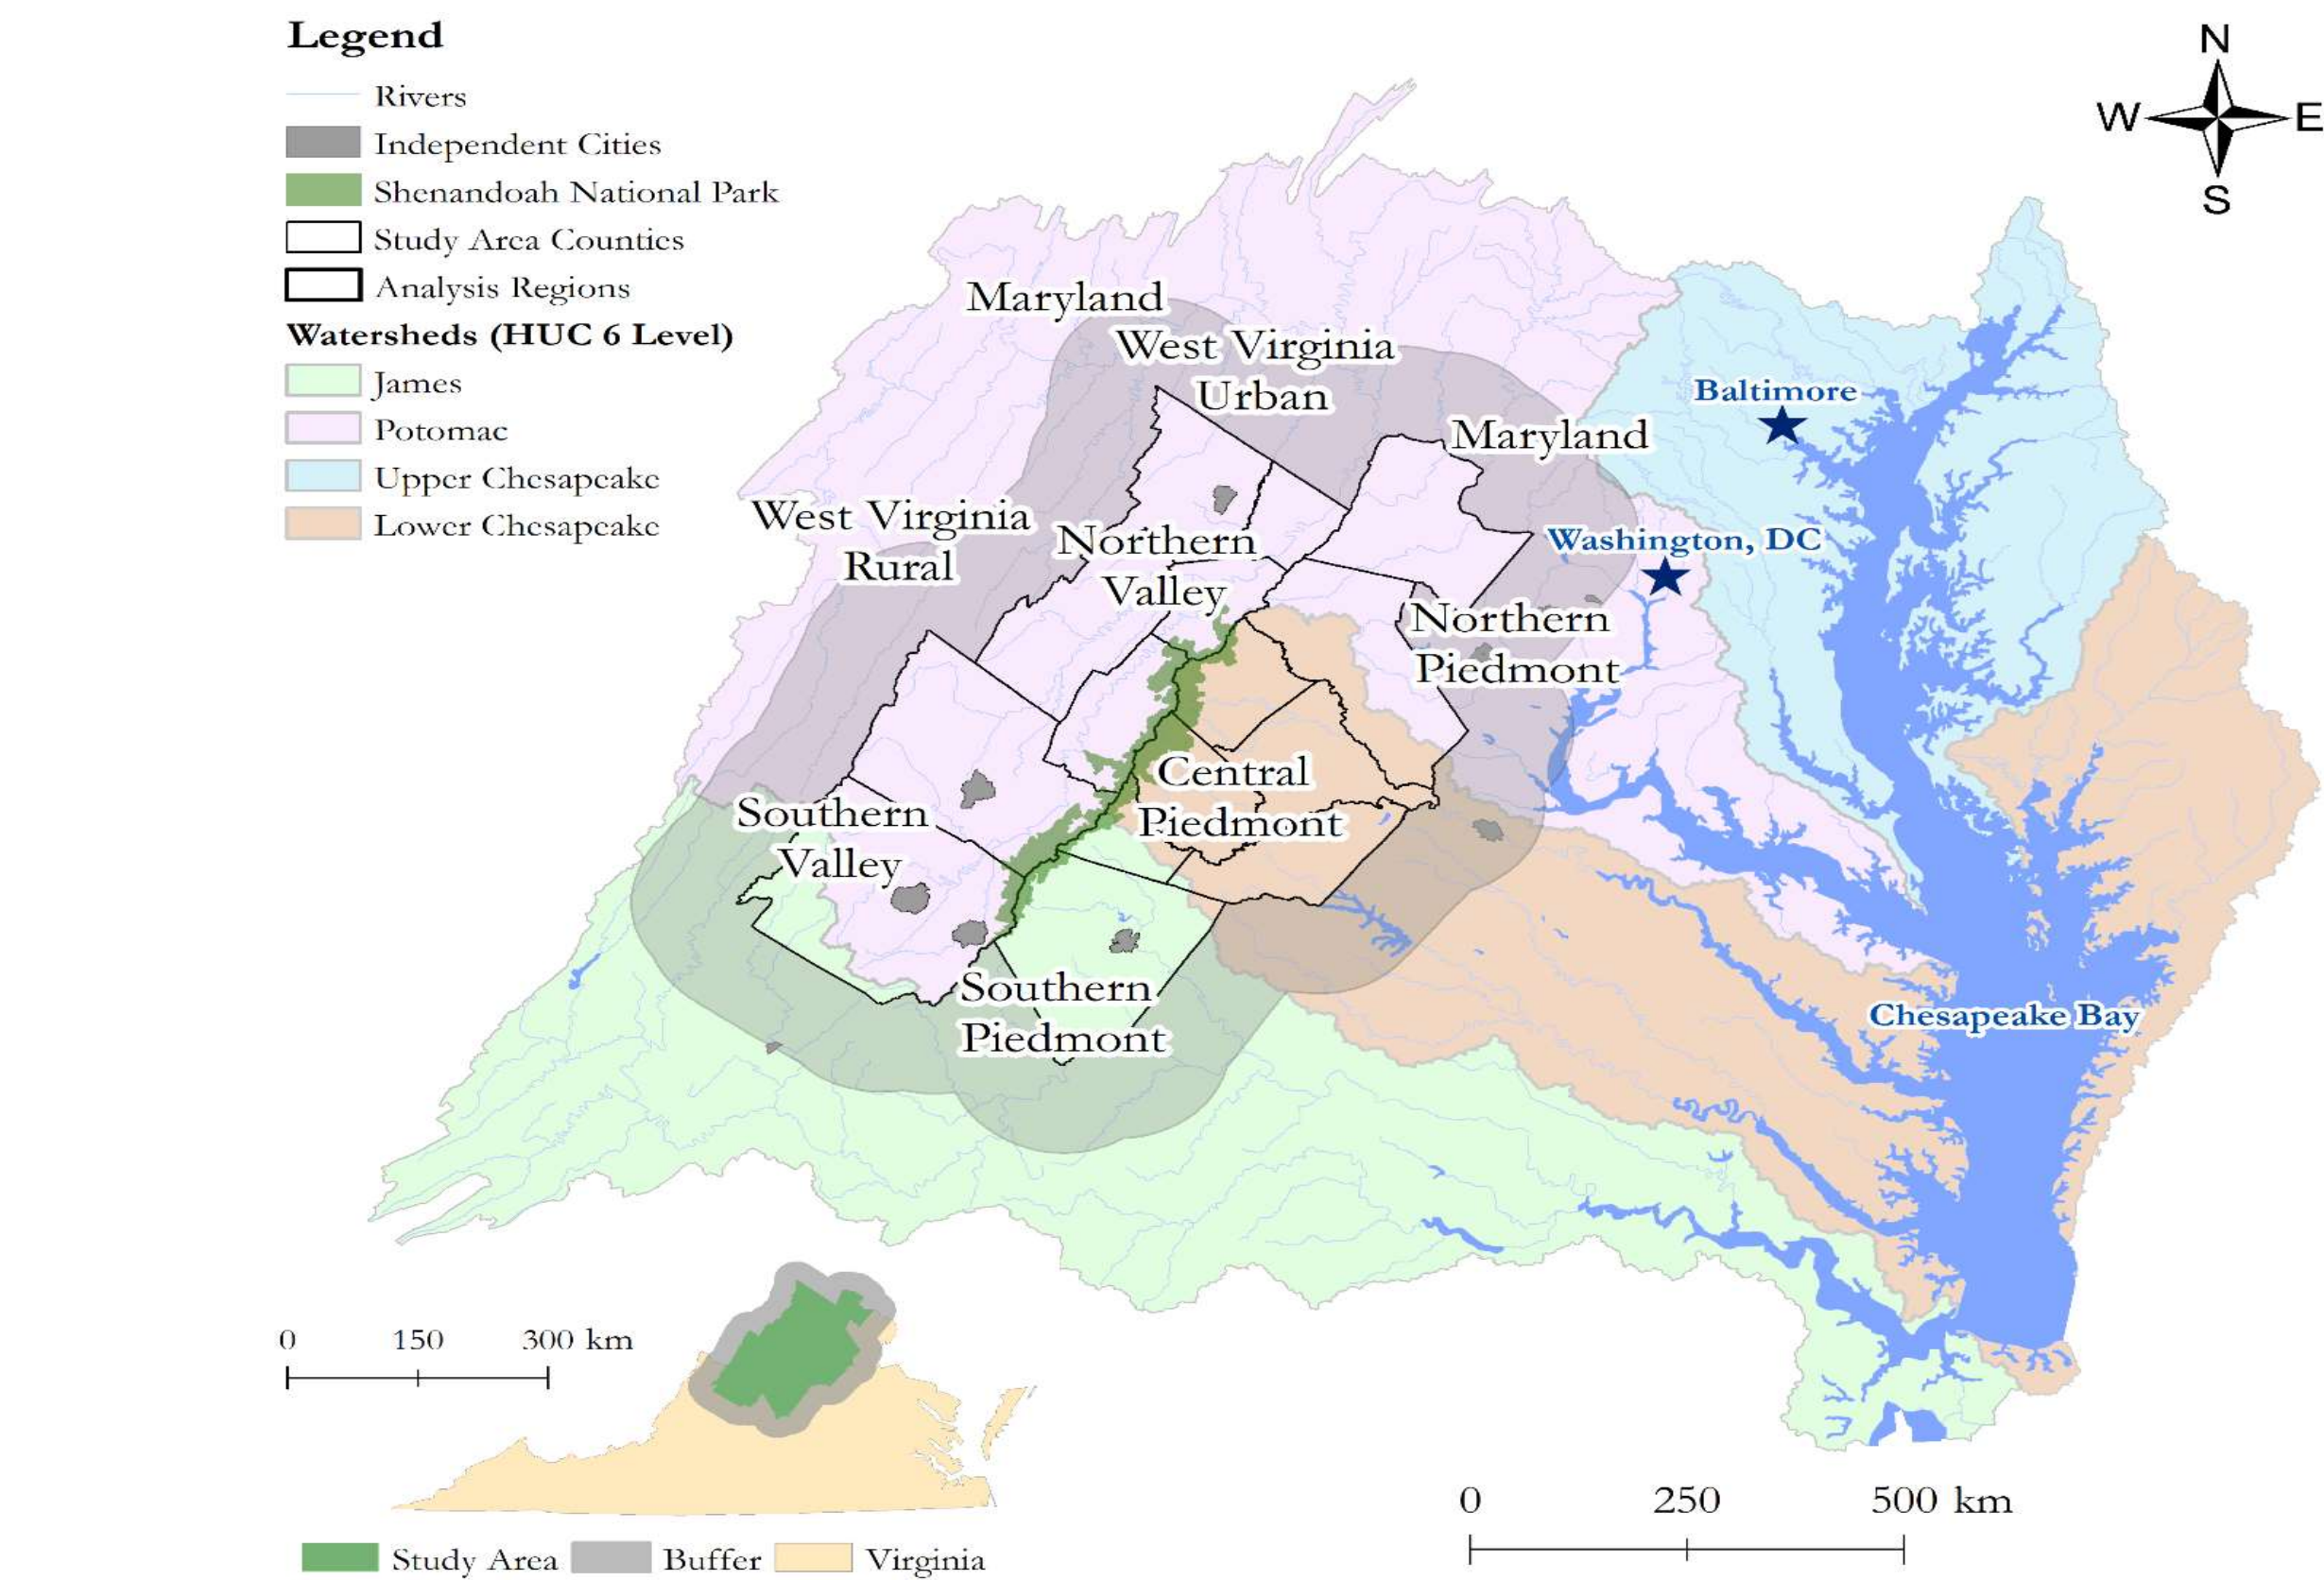 Legend
Rivers
Independent Cities
Shenandoah National Park
Study Area Counties
Analysis Regions
Watersheds (HUC 6 Level)
James
Potomac
Upper Chesapeake
Lower Chesapeake
N
W
E
S
Maryland
West Virginia
Urban
Maryland
Baltimore
West Virginia
Rural
Northern
Valley
Washington, DC
Northern
Piedmont
Central
Piedmont
Southern
Valley
Southern
Piedmont
Chesapeake Bay
0 150 300 km
0 250 500 km
Study Area Buffer Virginia